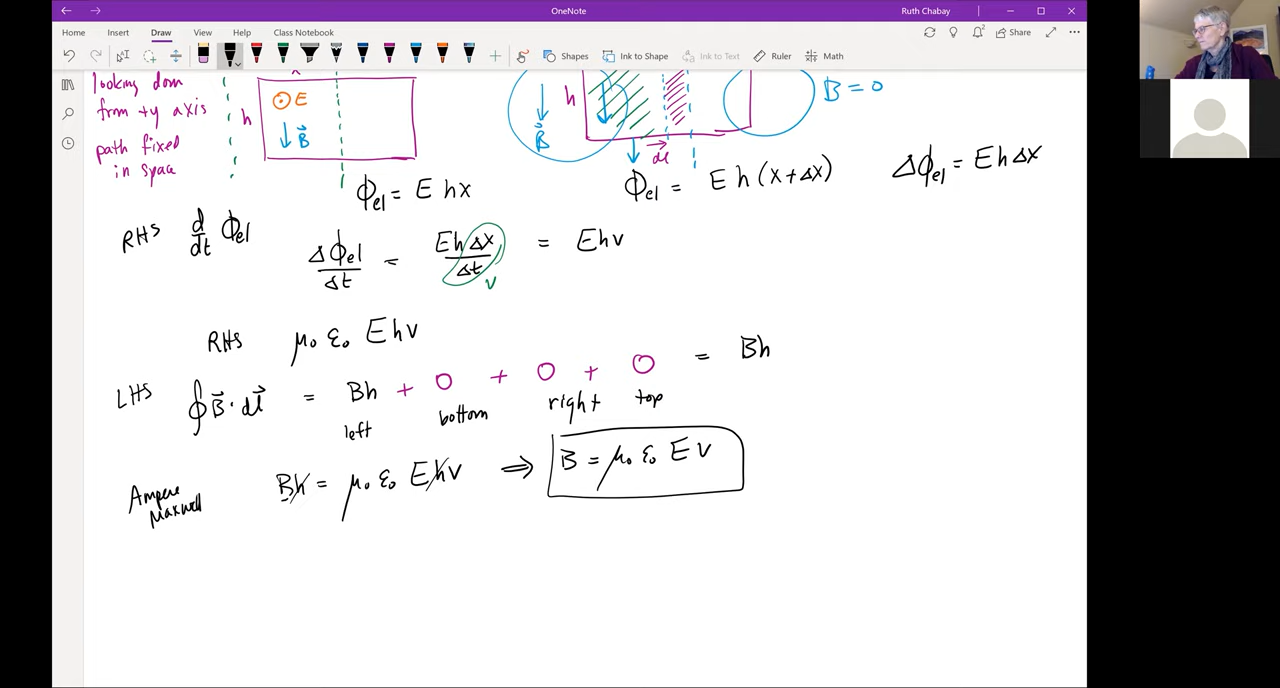 OneNote
Ruth Chabay
Home Insert Draw View Help Class Notebook
Share
Shapes Ink to Shape Ink to Text Ruler Math
looking down
from +y axis
path fixed
in space
h
x
E
B⃗
h
B⃗
dl⃗
B = 0
ϕel = E h x
ϕel = E h (x + Δx)
Δϕel = E h Δx
RHS d/dt ϕel
Δϕel/Δt = E h Δx/Δt = E h v
v
RHS μ₀ ε₀ E h v
LHS ∮ B⃗ · dl⃗ = Bh + 0 + 0 + 0 = Bh
left bottom right top
Ampere
Maxwell
Bh = μ₀ ε₀ E h v ⇒ B = μ₀ ε₀ E v